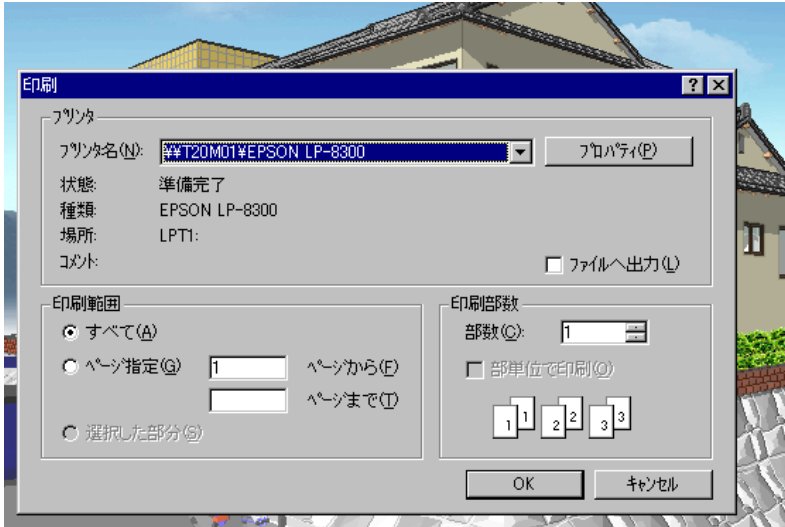 印刷
?
プリンタ
プリンタ名(N): ¥¥T20M01¥EPSON LP-8300 プロパティ(P)
状態: 準備完了
種類: EPSON LP-8300
場所: LPT1:
コメント:
ファイルへ出力(L)
印刷範囲
すべて(A)
ページ指定(G) 1 ページから(F)
ページまで(T)
選択した部分(S)
印刷部数
部数(C): 1
部単位で印刷(O)
1 1 2 2 3 3
OK キャンセル